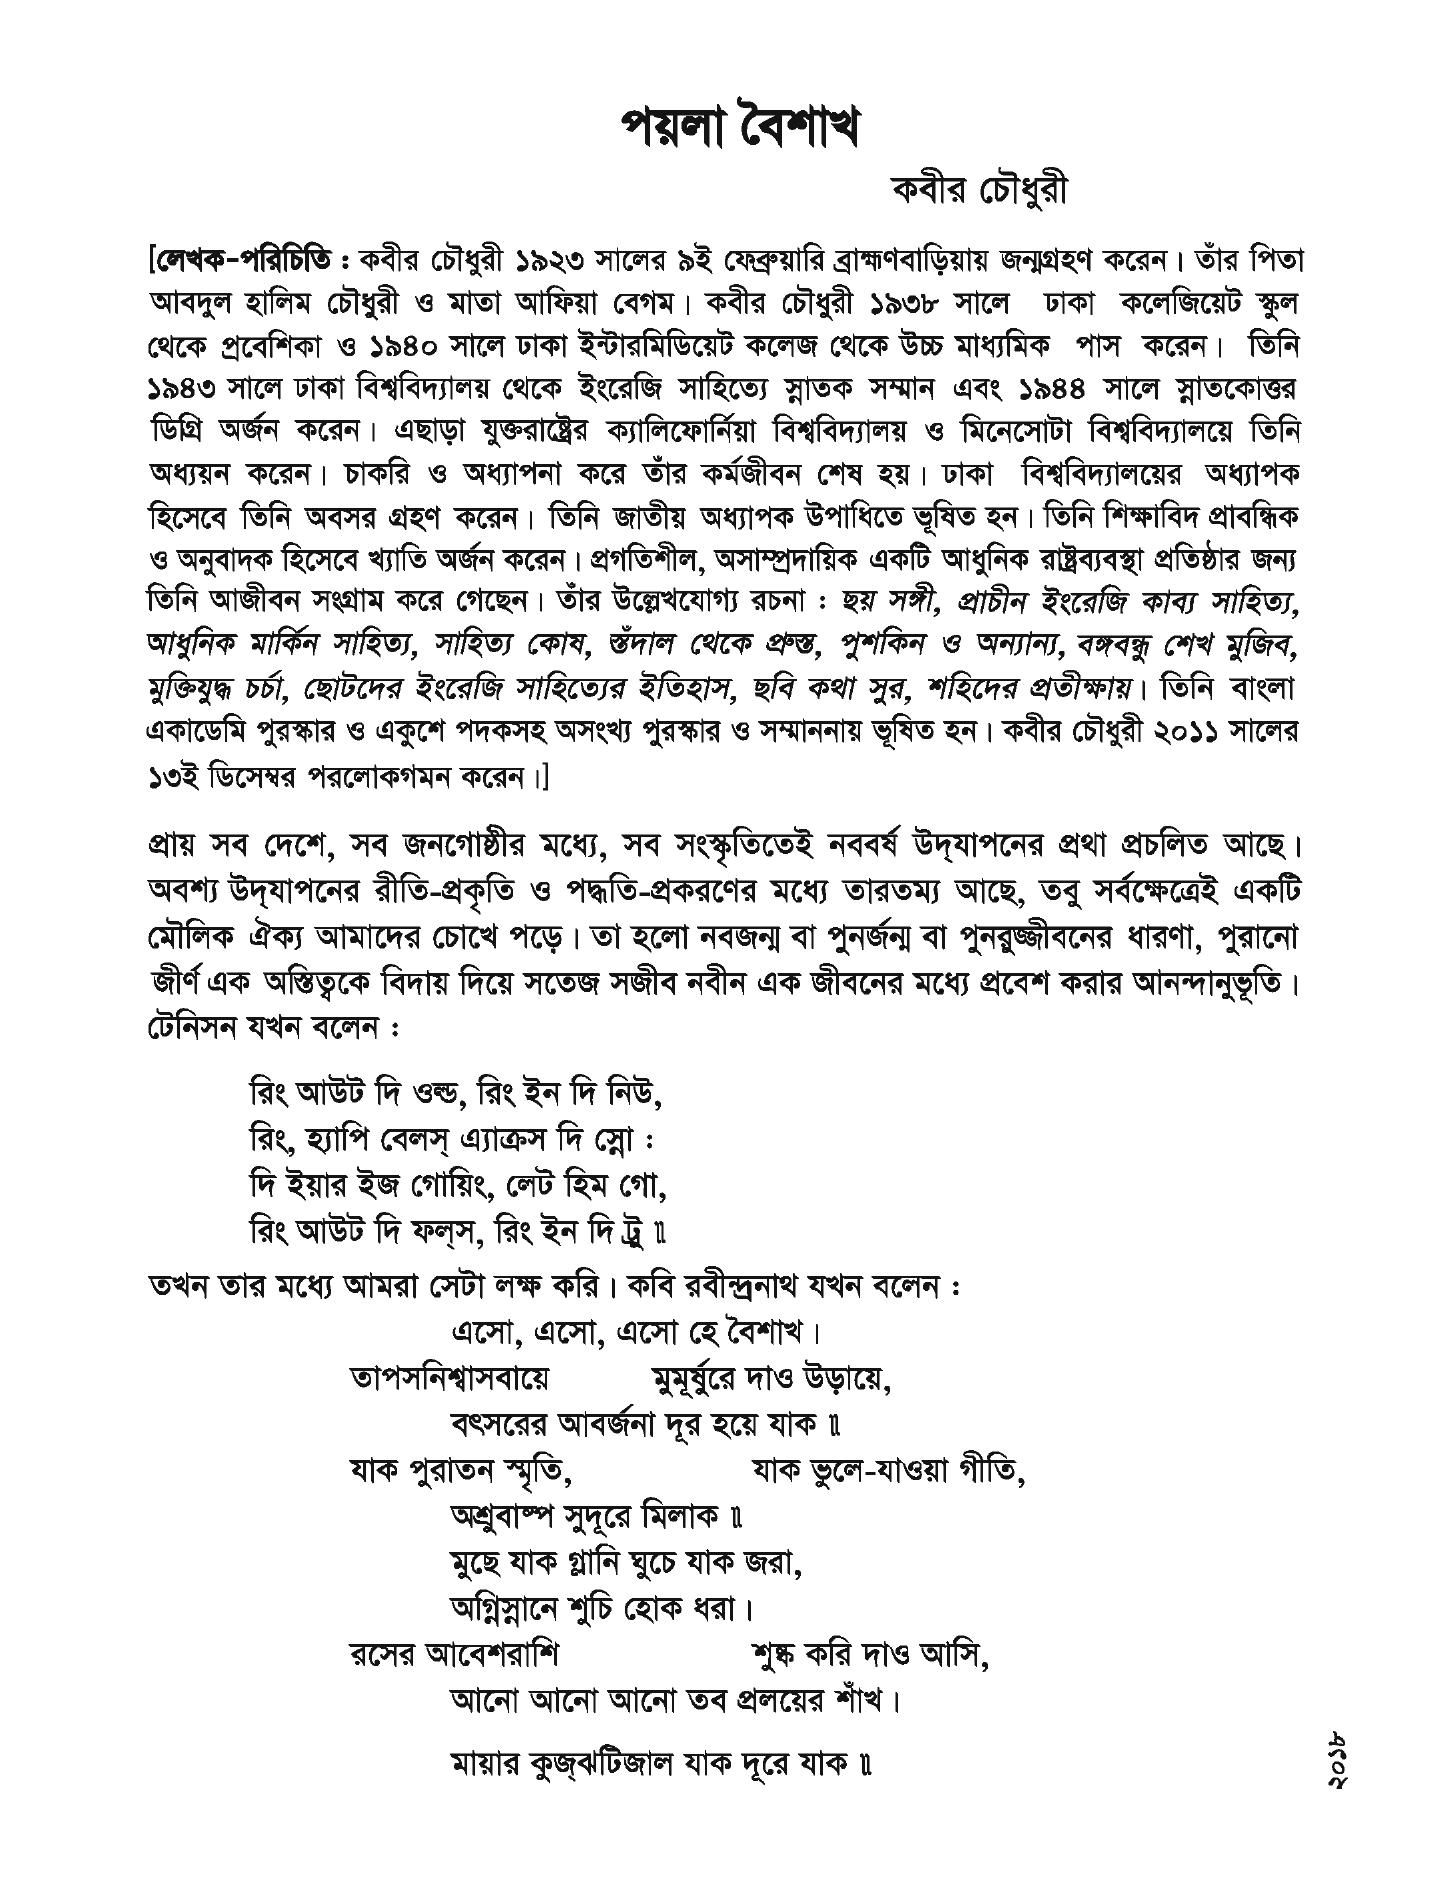 পয়লা বৈশাখ
কবীর চৌধুরী
[লেখক-পরিচিতি : কবীর চৌধুরী ১৯২৩ সালের ৯ই ফেব্রুয়ারি ব্রাহ্মণবাড়িয়ায় জন্মগ্রহণ করেন। তাঁর পিতা
আবদুল হালিম চৌধুরী ও মাতা আফিয়া বেগম। কবীর চৌধুরী ১৯৩৮ সালে ঢাকা কলেজিয়েট স্কুল
থেকে প্রবেশিকা ও ১৯৪০ সালে ঢাকা ইন্টারমিডিয়েট কলেজ থেকে উচ্চ মাধ্যমিক পাস করেন। তিনি
১৯৪৩ সালে ঢাকা বিশ্ববিদ্যালয় থেকে ইংরেজি সাহিত্যে স্নাতক সম্মান এবং ১৯৪৪ সালে স্নাতকোত্তর
ডিগ্রি অর্জন করেন। এছাড়া যুক্তরাষ্ট্রের ক্যালিফোর্নিয়া বিশ্ববিদ্যালয় ও মিনেসোটা বিশ্ববিদ্যালয়ে তিনি
অধ্যয়ন করেন। চাকরি ও অধ্যাপনা করে তাঁর কর্মজীবন শেষ হয়। ঢাকা বিশ্ববিদ্যালয়ের অধ্যাপক
হিসেবে তিনি অবসর গ্রহণ করেন। তিনি জাতীয় অধ্যাপক উপাধিতে ভূষিত হন। তিনি শিক্ষাবিদ প্রাবন্ধিক
ও অনুবাদক হিসেবে খ্যাতি অর্জন করেন। প্রগতিশীল, অসাম্প্রদায়িক একটি আধুনিক রাষ্ট্রব্যবস্থা প্রতিষ্ঠার জন্য
তিনি আজীবন সংগ্রাম করে গেছেন। তাঁর উল্লেখযোগ্য রচনা : ছয় সঙ্গী, প্রাচীন ইংরেজি কাব্য সাহিত্য,
আধুনিক মার্কিন সাহিত্য, সাহিত্য কোষ, স্তঁদাল থেকে প্রুস্ত, পুশকিন ও অন্যান্য, বঙ্গবন্ধু শেখ মুজিব,
মুক্তিযুদ্ধ চর্চা, ছোটদের ইংরেজি সাহিত্যের ইতিহাস, ছবি কথা সুর, শহিদের প্রতীক্ষায়। তিনি বাংলা
একাডেমি পুরস্কার ও একুশে পদকসহ অসংখ্য পুরস্কার ও সম্মাননায় ভূষিত হন। কবীর চৌধুরী ২০১১ সালের
১৩ই ডিসেম্বর পরলোকগমন করেন।]
প্রায় সব দেশে, সব জনগোষ্ঠীর মধ্যে, সব সংস্কৃতিতেই নববর্ষ উদ্‌যাপনের প্রথা প্রচলিত আছে।
অবশ্য উদ্‌যাপনের রীতি-প্রকৃতি ও পদ্ধতি-প্রকরণের মধ্যে তারতম্য আছে, তবু সর্বক্ষেত্রেই একটি
মৌলিক ঐক্য আমাদের চোখে পড়ে। তা হলো নবজন্ম বা পুনর্জন্ম বা পুনরুজ্জীবনের ধারণা, পুরানো
জীর্ণ এক অস্তিত্বকে বিদায় দিয়ে সতেজ সজীব নবীন এক জীবনের মধ্যে প্রবেশ করার আনন্দানুভূতি।
টেনিসন যখন বলেন :
রিং আউট দি ওল্ড, রিং ইন দি নিউ,
রিং, হ্যাপি বেলস্ এ্যাক্রস দি স্নো :
দি ইয়ার ইজ গোয়িং, লেট হিম গো,
রিং আউট দি ফল্‌স, রিং ইন দি ট্রু ॥
তখন তার মধ্যে আমরা সেটা লক্ষ করি। কবি রবীন্দ্রনাথ যখন বলেন :
এসো, এসো, এসো হে বৈশাখ।
তাপসনিশ্বাসবায়ে মুমূর্ষুরে দাও উড়ায়ে,
বৎসরের আবর্জনা দূর হয়ে যাক ॥
যাক পুরাতন স্মৃতি, যাক ভুলে-যাওয়া গীতি,
অশ্রুবাষ্প সুদূরে মিলাক ॥
মুছে যাক গ্লানি ঘুচে যাক জরা,
অগ্নিস্নানে শুচি হোক ধরা।
রসের আবেশরাশি শুষ্ক করি দাও আসি,
আনো আনো আনো তব প্রলয়ের শাঁখ।
মায়ার কুজ্‌ঝটিজাল যাক দূরে যাক ॥
২০১৮